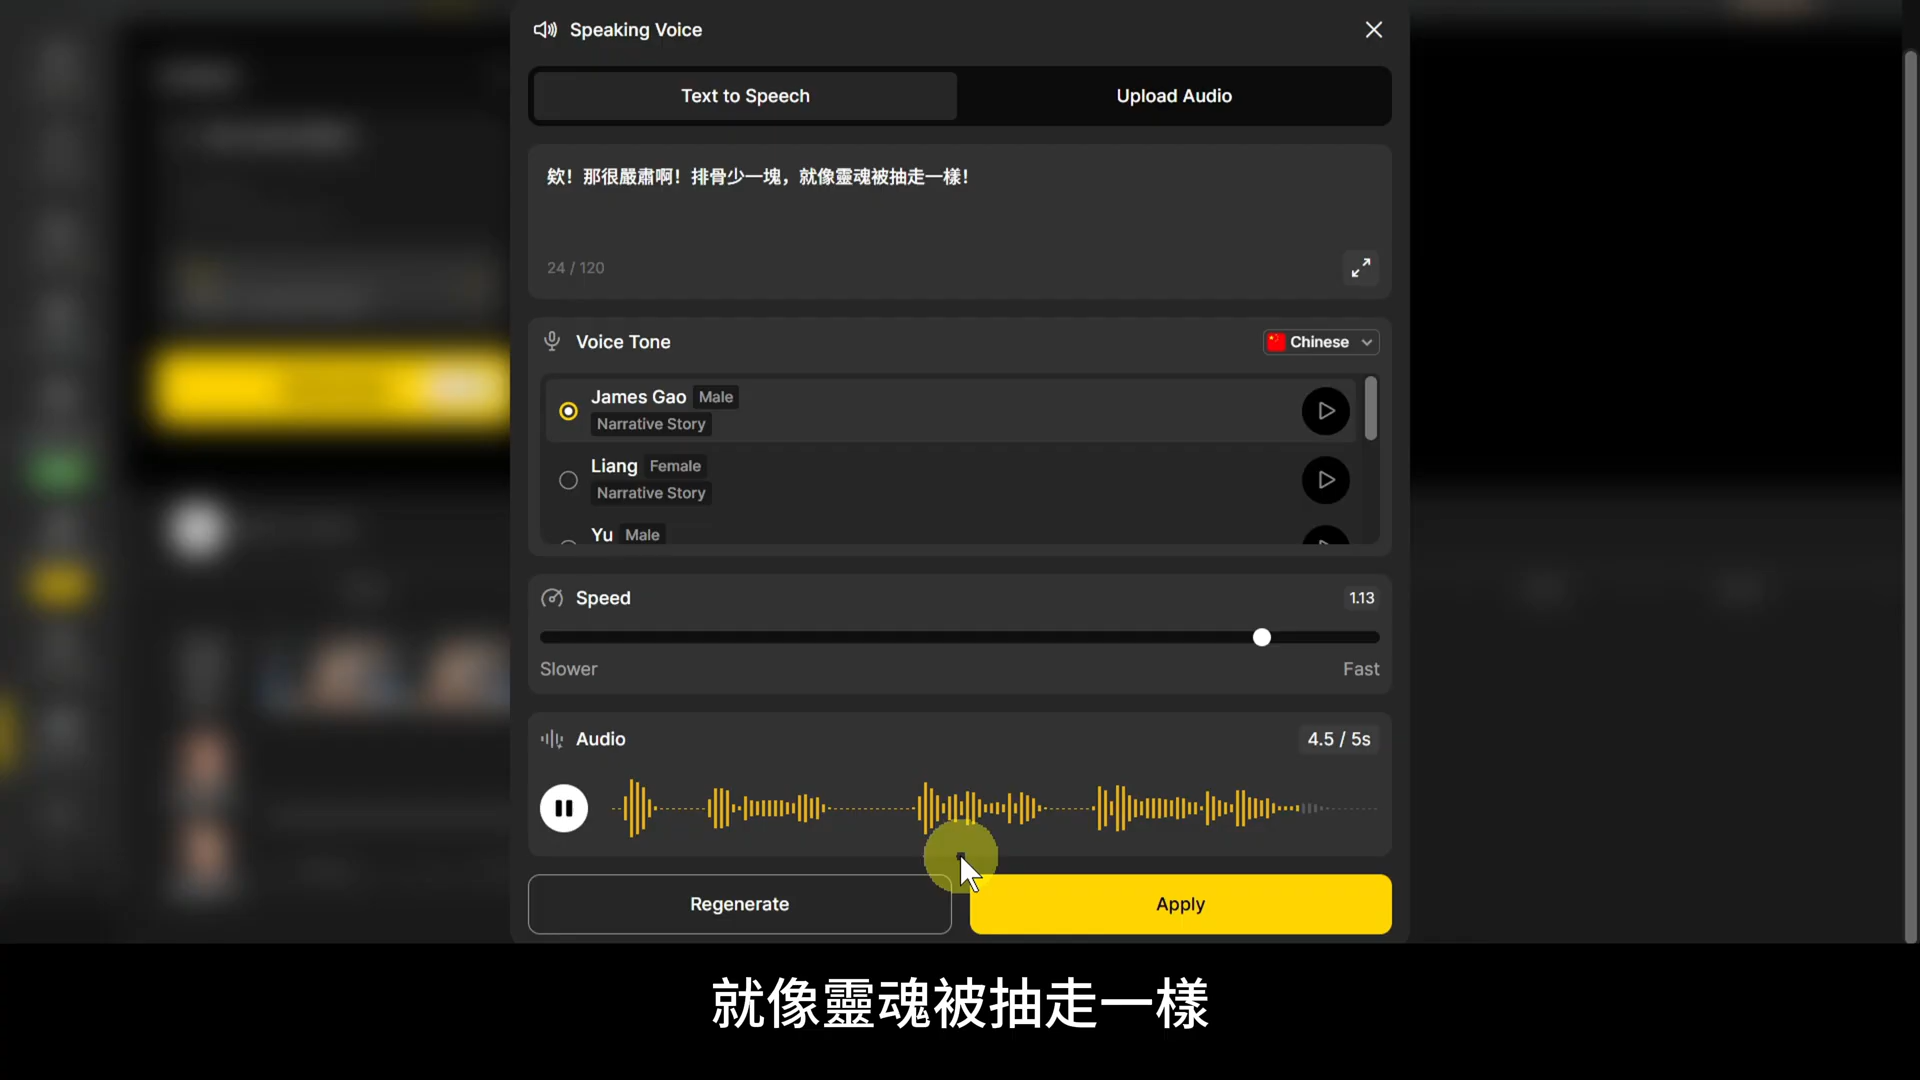 Speaking Voice
Text to Speech
Upload Audio
欸！那很嚴肅啊！排骨少一塊，就像靈魂被抽走一樣！
24 / 120
Voice Tone
Chinese
James Gao Male
Narrative Story
Liang Female
Narrative Story
Yu Male
Speed
1.13
Slower
Fast
Audio
4.5 / 5s
Regenerate
Apply
就像靈魂被抽走一樣